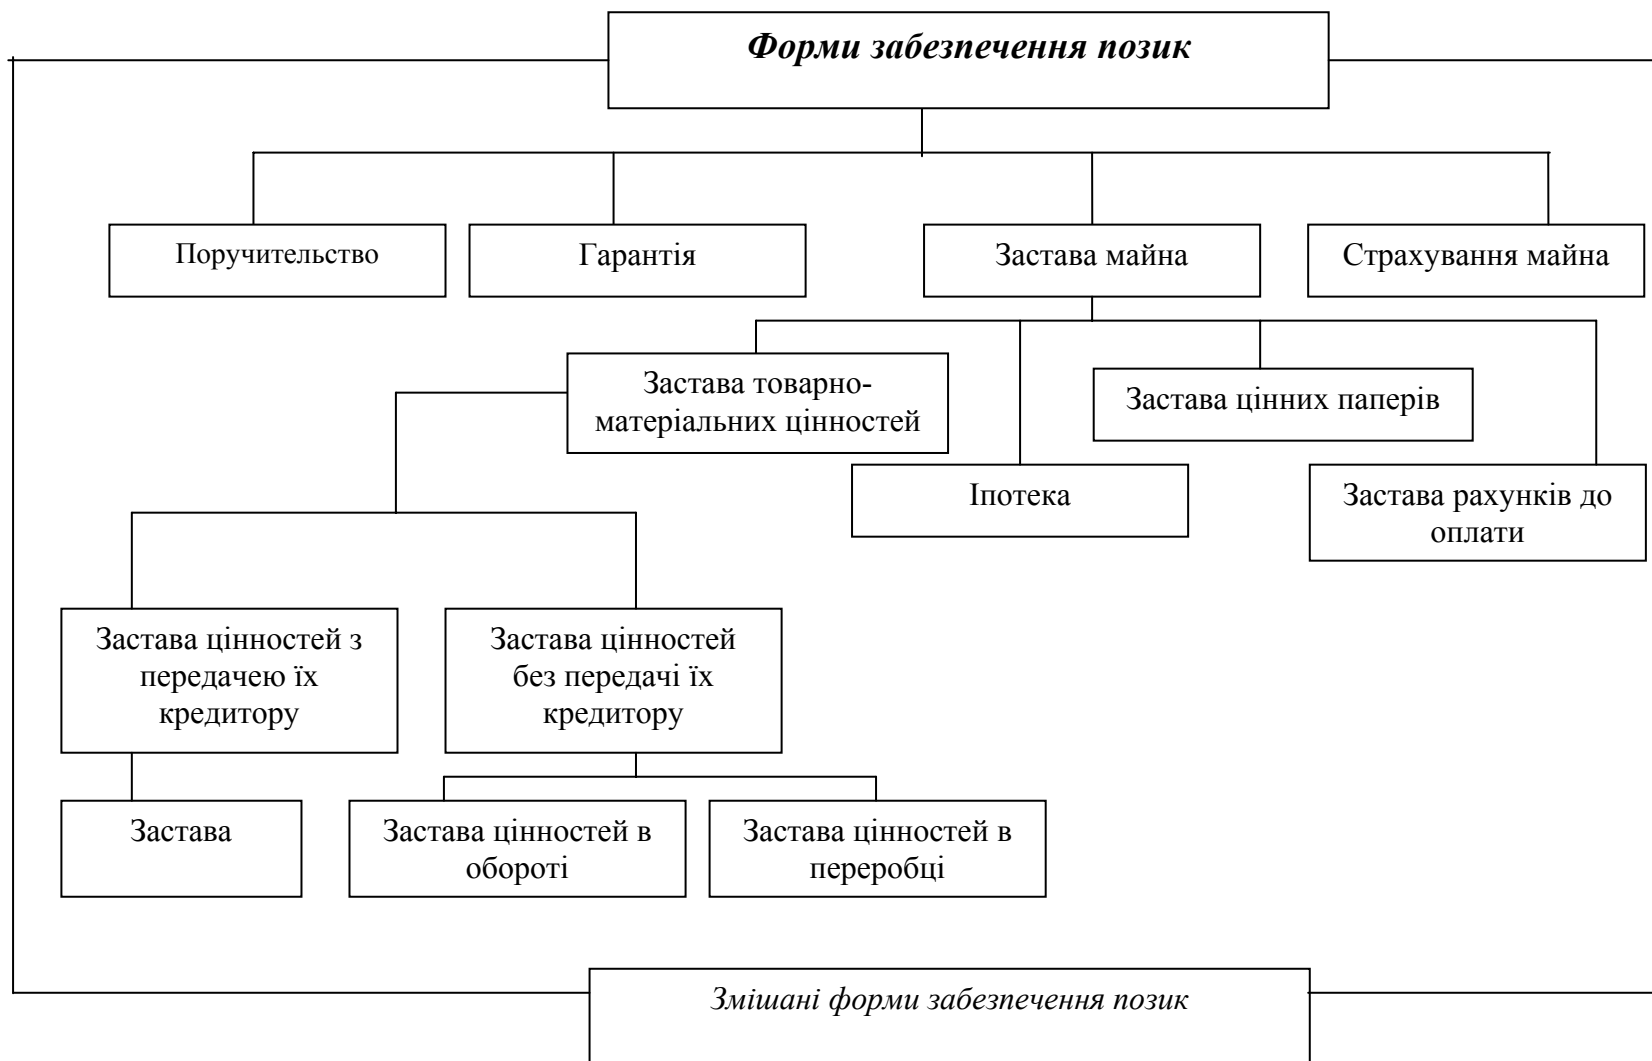 Форми забезпечення позик
Поручительство
Гарантія
Застава майна
Страхування майна
Застава товарно-
матеріальних цінностей
Застава цінних паперів
Іпотека
Застава рахунків до
оплати
Застава цінностей з
передачею їх
кредитору
Застава цінностей
без передачі їх
кредитору
Застава
Застава цінностей в
обороті
Застава цінностей в
переробці
Змішані форми забезпечення позик